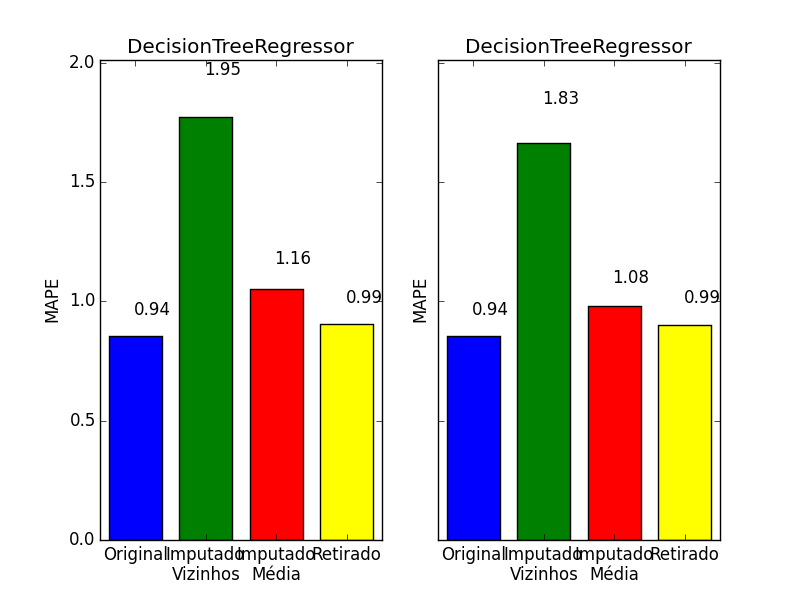 DecisionTreeRegressor
2.0
1.5
1.0
0.5
0.0
MAPE
0.94
1.95
1.16
0.99
Original
Imputado
Vizinhos
Imputado
Média
Retirado
DecisionTreeRegressor
MAPE
0.94
1.83
1.08
0.99
Original
Imputado
Vizinhos
Imputado
Média
Retirado